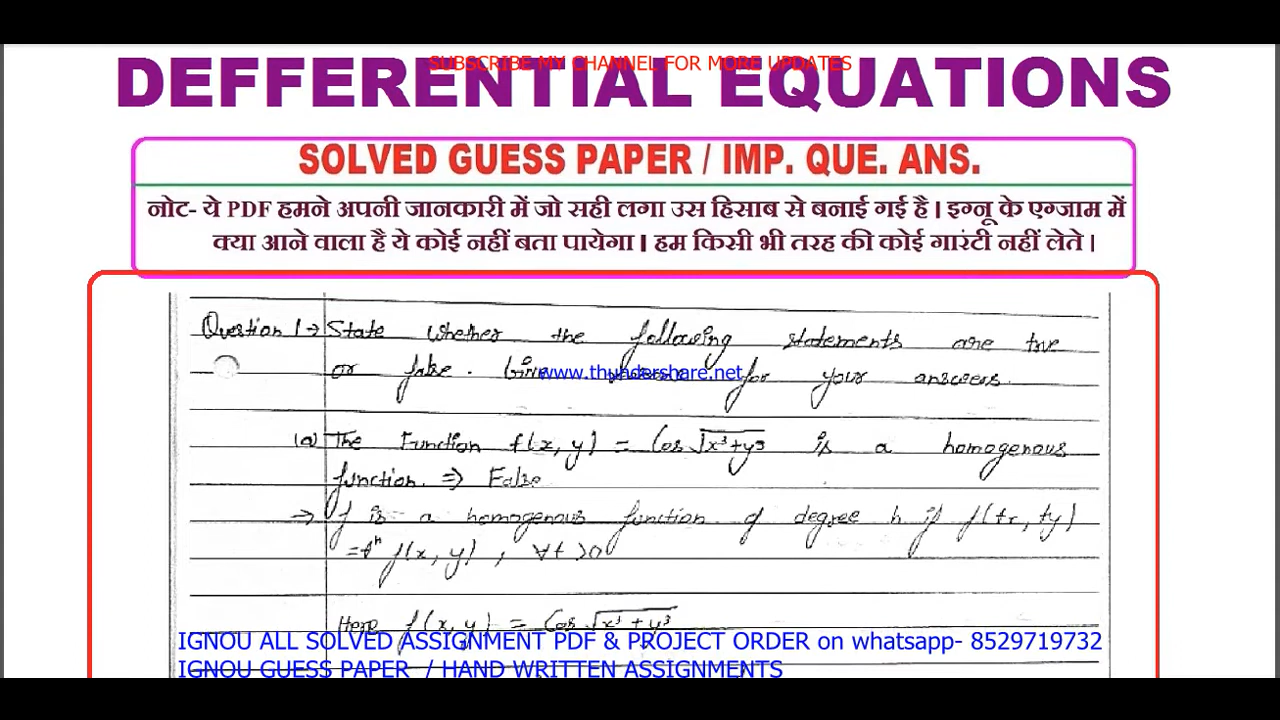 SUBSCRIBE MY CHANNEL FOR MORE UPDATES
DEFFERENTIAL EQUATIONS
SOLVED GUESS PAPER / IMP. QUE. ANS.
नोट- ये PDF हमने अपनी जानकारी में जो सही लगा उस हिसाब से बनाई गई है। इग्नू के एग्जाम में
क्या आने वाला है ये कोई नहीं बता पायेगा। हम किसी भी तरह की कोई गारंटी नहीं लेते।
Question 1 → State whether the following statements are true
or false. Give for your answers.
www.thundershare.net
(a) The Function f(x, y) = Cos √x³+y³ is a homogenous
function. ⇒ False
⇒ f is a homogenous function of degree h if f(tx, ty)
= tʰ f(x, y) , ∀t >0
Here f(x, y) = Cos √x³ + y³
IGNOU ALL SOLVED ASSIGNMENT PDF & PROJECT ORDER on whatsapp- 8529719732
IGNOU GUESS PAPER / HAND WRITTEN ASSIGNMENTS